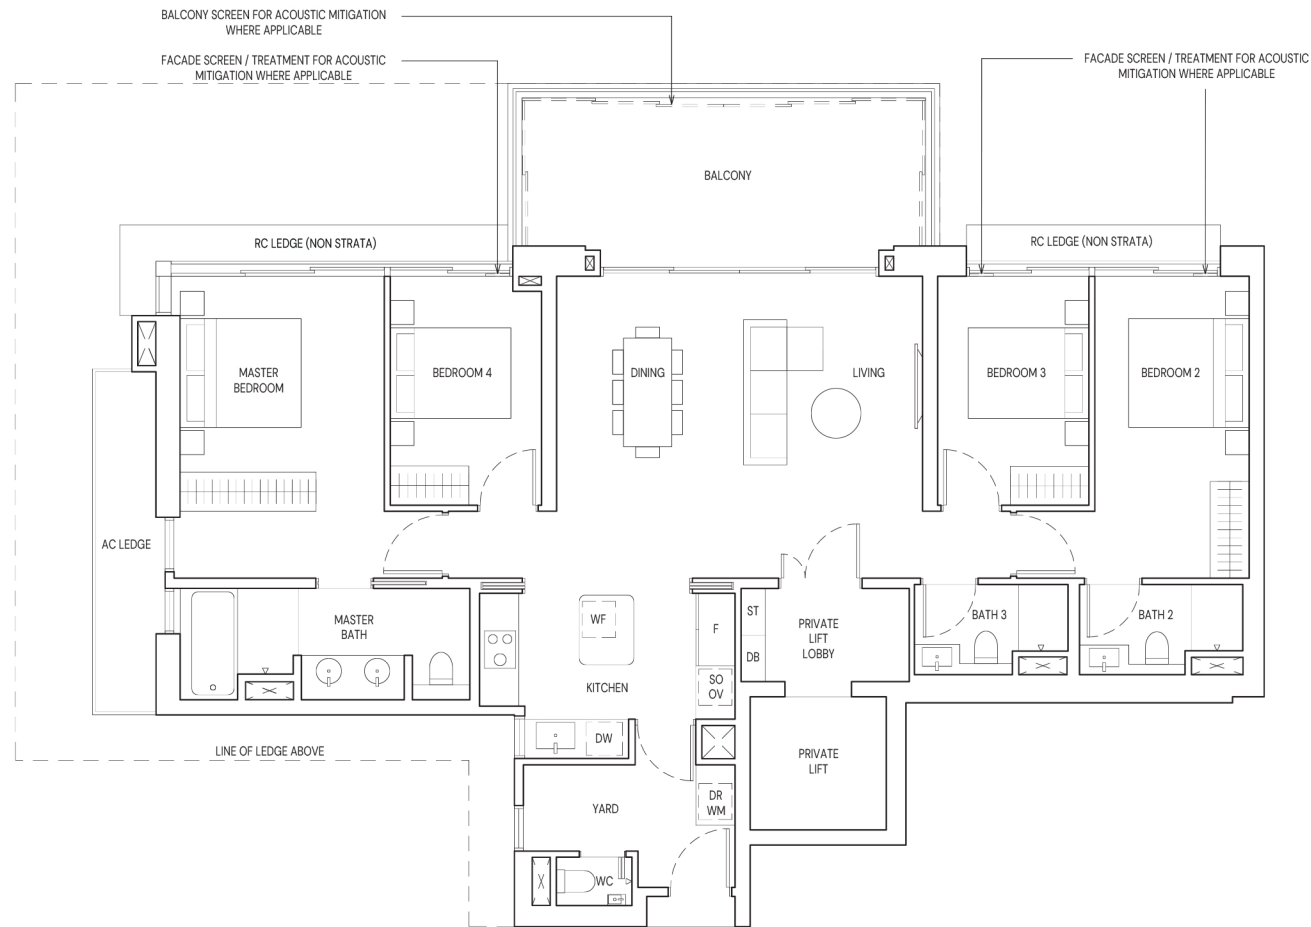 BALCONY SCREEN FOR ACOUSTIC MITIGATION
WHERE APPLICABLE
FACADE SCREEN / TREATMENT FOR ACOUSTIC
MITIGATION WHERE APPLICABLE
FACADE SCREEN / TREATMENT FOR ACOUSTIC
MITIGATION WHERE APPLICABLE
BALCONY
RC LEDGE (NON STRATA)
RC LEDGE (NON STRATA)
MASTER
BEDROOM
BEDROOM 4
DINING
LIVING
BEDROOM 3
BEDROOM 2
AC LEDGE
MASTER
BATH
WF
F
ST
DB
PRIVATE
LIFT
LOBBY
BATH 3
BATH 2
KITCHEN
SO
OV
DW
LINE OF LEDGE ABOVE
PRIVATE
LIFT
YARD
DR
WM
WC